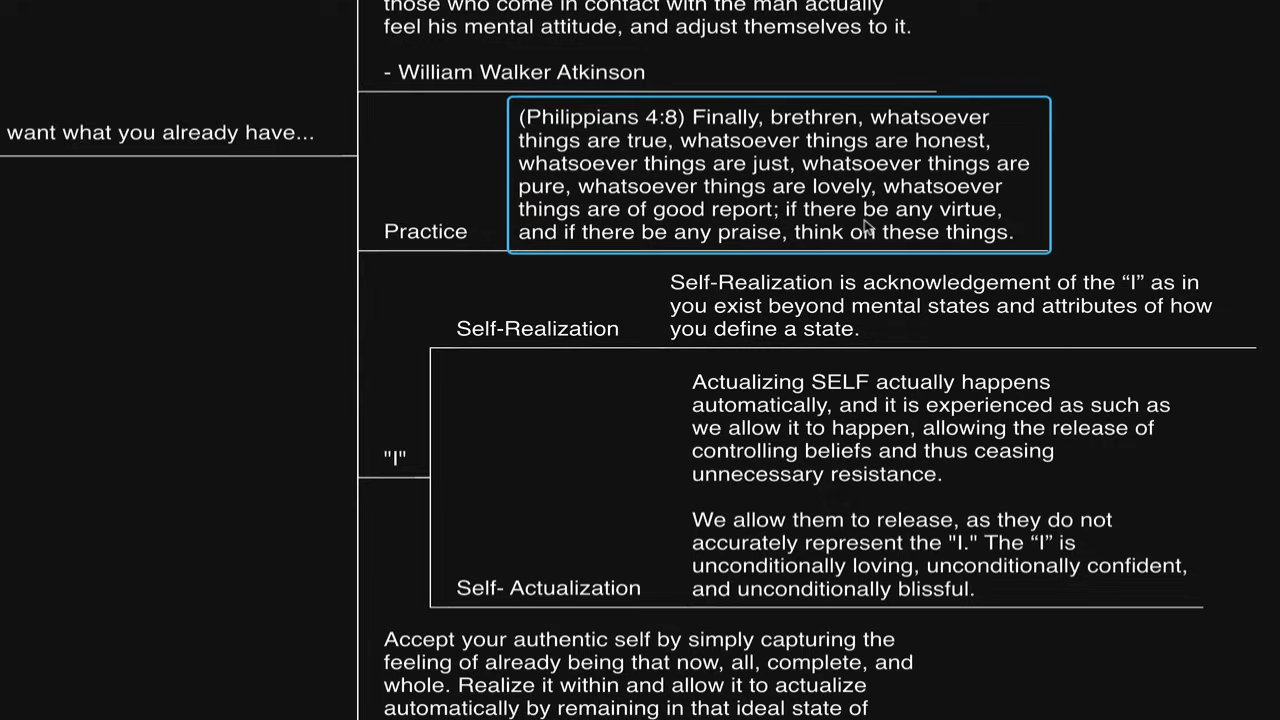 those who come in contact with the man actually
feel his mental attitude, and adjust themselves to it.
- William Walker Atkinson
want what you already have...
Practice
(Philippians 4:8) Finally, brethren, whatsoever
things are true, whatsoever things are honest,
whatsoever things are just, whatsoever things are
pure, whatsoever things are lovely, whatsoever
things are of good report; if there be any virtue,
and if there be any praise, think on these things.
"I"
Self-Realization
Self-Realization is acknowledgement of the “I” as in
you exist beyond mental states and attributes of how
you define a state.
Self- Actualization
Actualizing SELF actually happens
automatically, and it is experienced as such as
we allow it to happen, allowing the release of
controlling beliefs and thus ceasing
unnecessary resistance.
We allow them to release, as they do not
accurately represent the "I." The “I” is
unconditionally loving, unconditionally confident,
and unconditionally blissful.
Accept your authentic self by simply capturing the
feeling of already being that now, all, complete, and
whole. Realize it within and allow it to actualize
automatically by remaining in that ideal state of